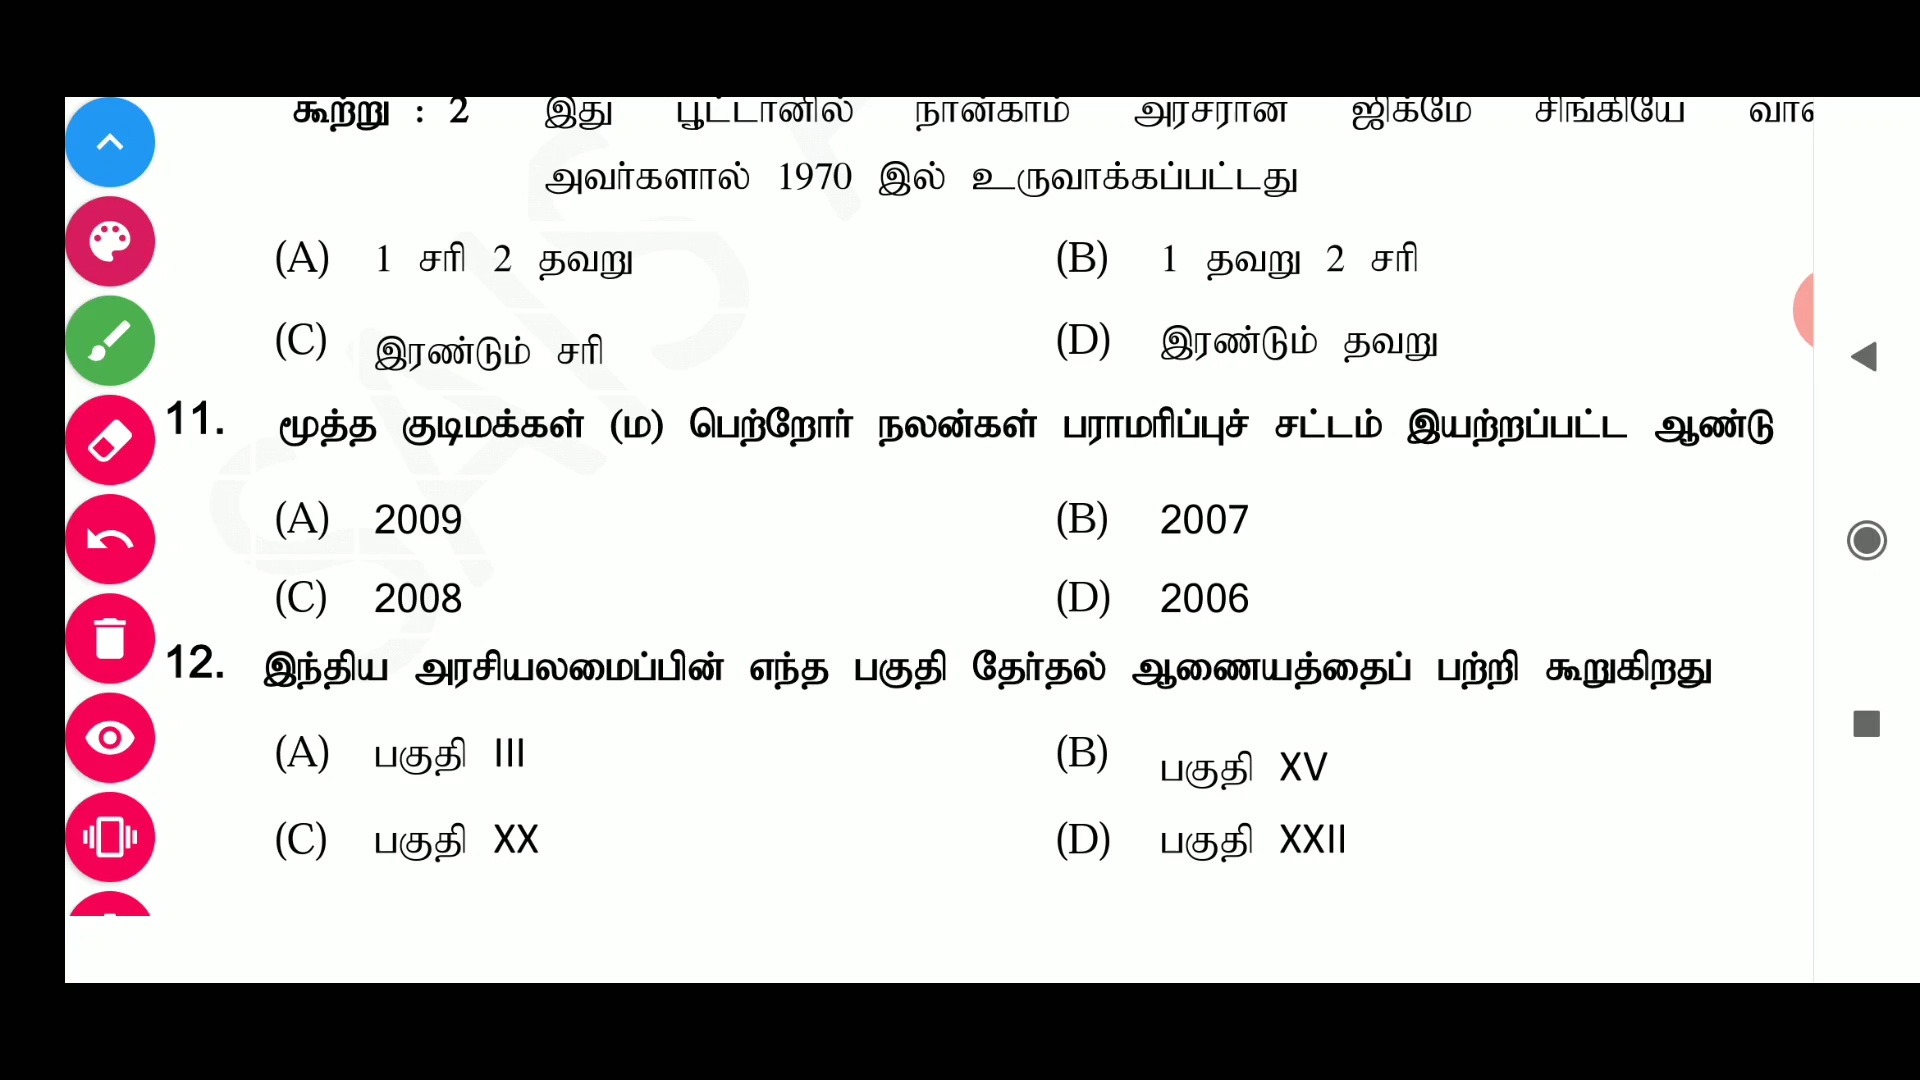 கூற்று : 2 இது பூட்டானில் நான்காம் அரசரான ஜிக்மே சிங்கியே
அவர்களால் 1970 இல் உருவாக்கப்பட்டது
(A) 1 சரி 2 தவறு (B) 1 தவறு 2 சரி
(C) இரண்டும் சரி (D) இரண்டும் தவறு
11. மூத்த குடிமக்கள் (ம) பெற்றோர் நலன்கள் பராமரிப்புச் சட்டம் இயற்றப்பட்ட ஆண்டு
(A) 2009 (B) 2007
(C) 2008 (D) 2006
12. இந்திய அரசியலமைப்பின் எந்த பகுதி தேர்தல் ஆணையத்தைப் பற்றி கூறுகிறது
(A) பகுதி III (B) பகுதி XV
(C) பகுதி XX (D) பகுதி XXII